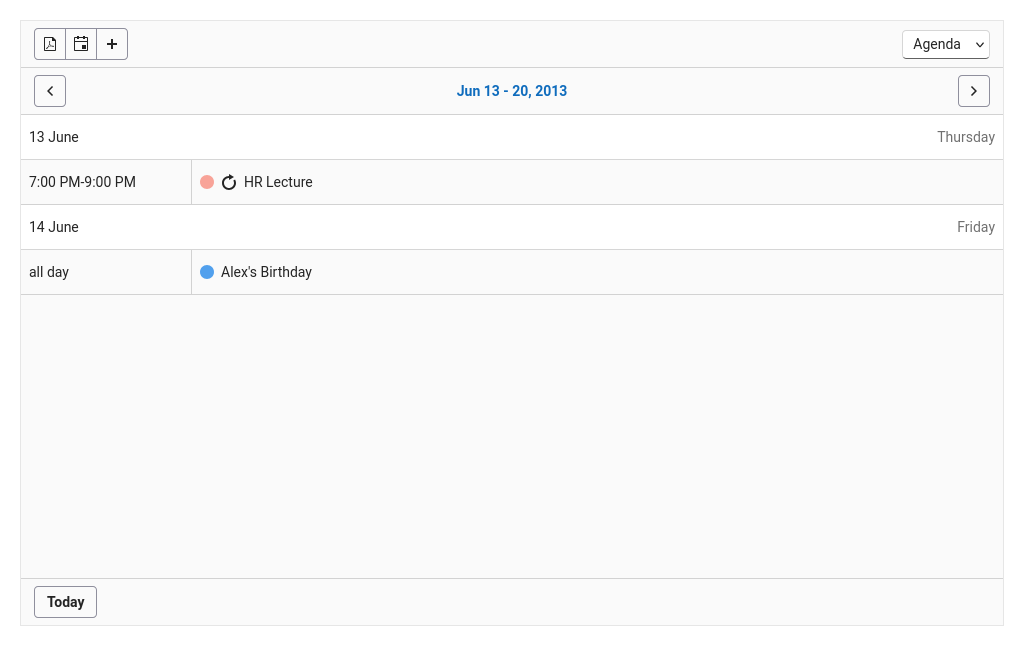 Agenda
Jun 13 - 20, 2013
13 June Thursday
7:00 PM-9:00 PM HR Lecture
14 June Friday
all day Alex's Birthday
Today